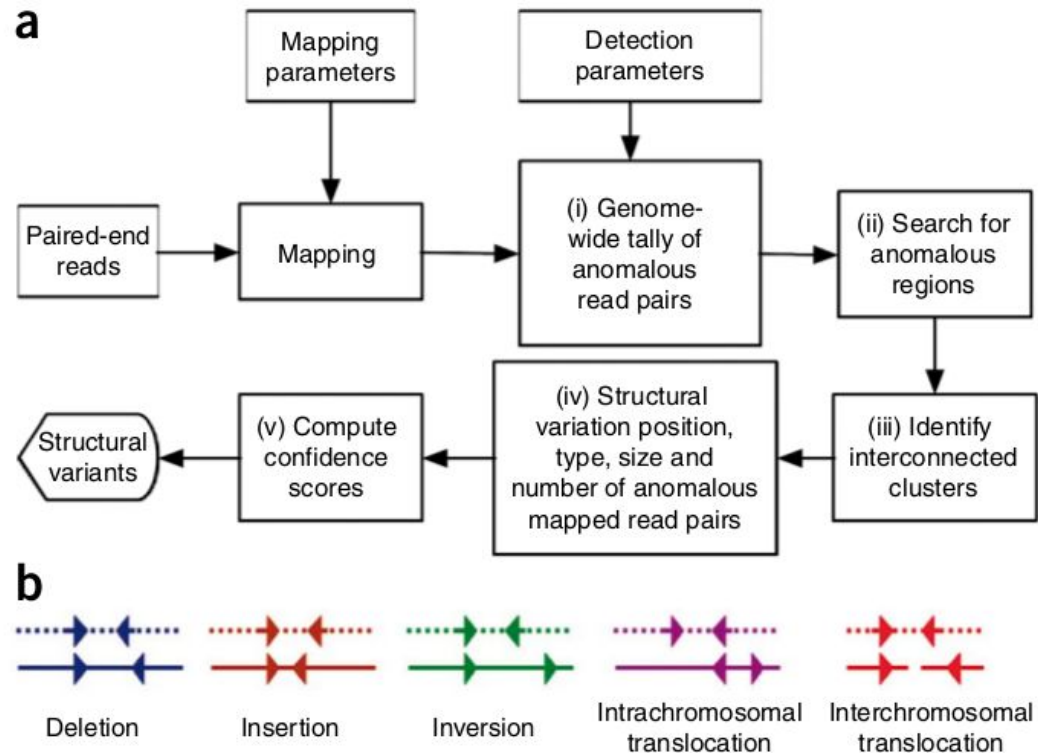 a
Mapping
parameters
Detection
parameters
Paired-end
reads
Mapping
(i) Genome-
wide tally of
anomalous
read pairs
(ii) Search for
anomalous
regions
Structural
variants
(v) Compute
confidence
scores
(iv) Structural
variation position,
type, size and
number of anomalous
mapped read pairs
(iii) Identify
interconnected
clusters
b
Deletion
Insertion
Inversion
Intrachromosomal
translocation
Interchromosomal
translocation